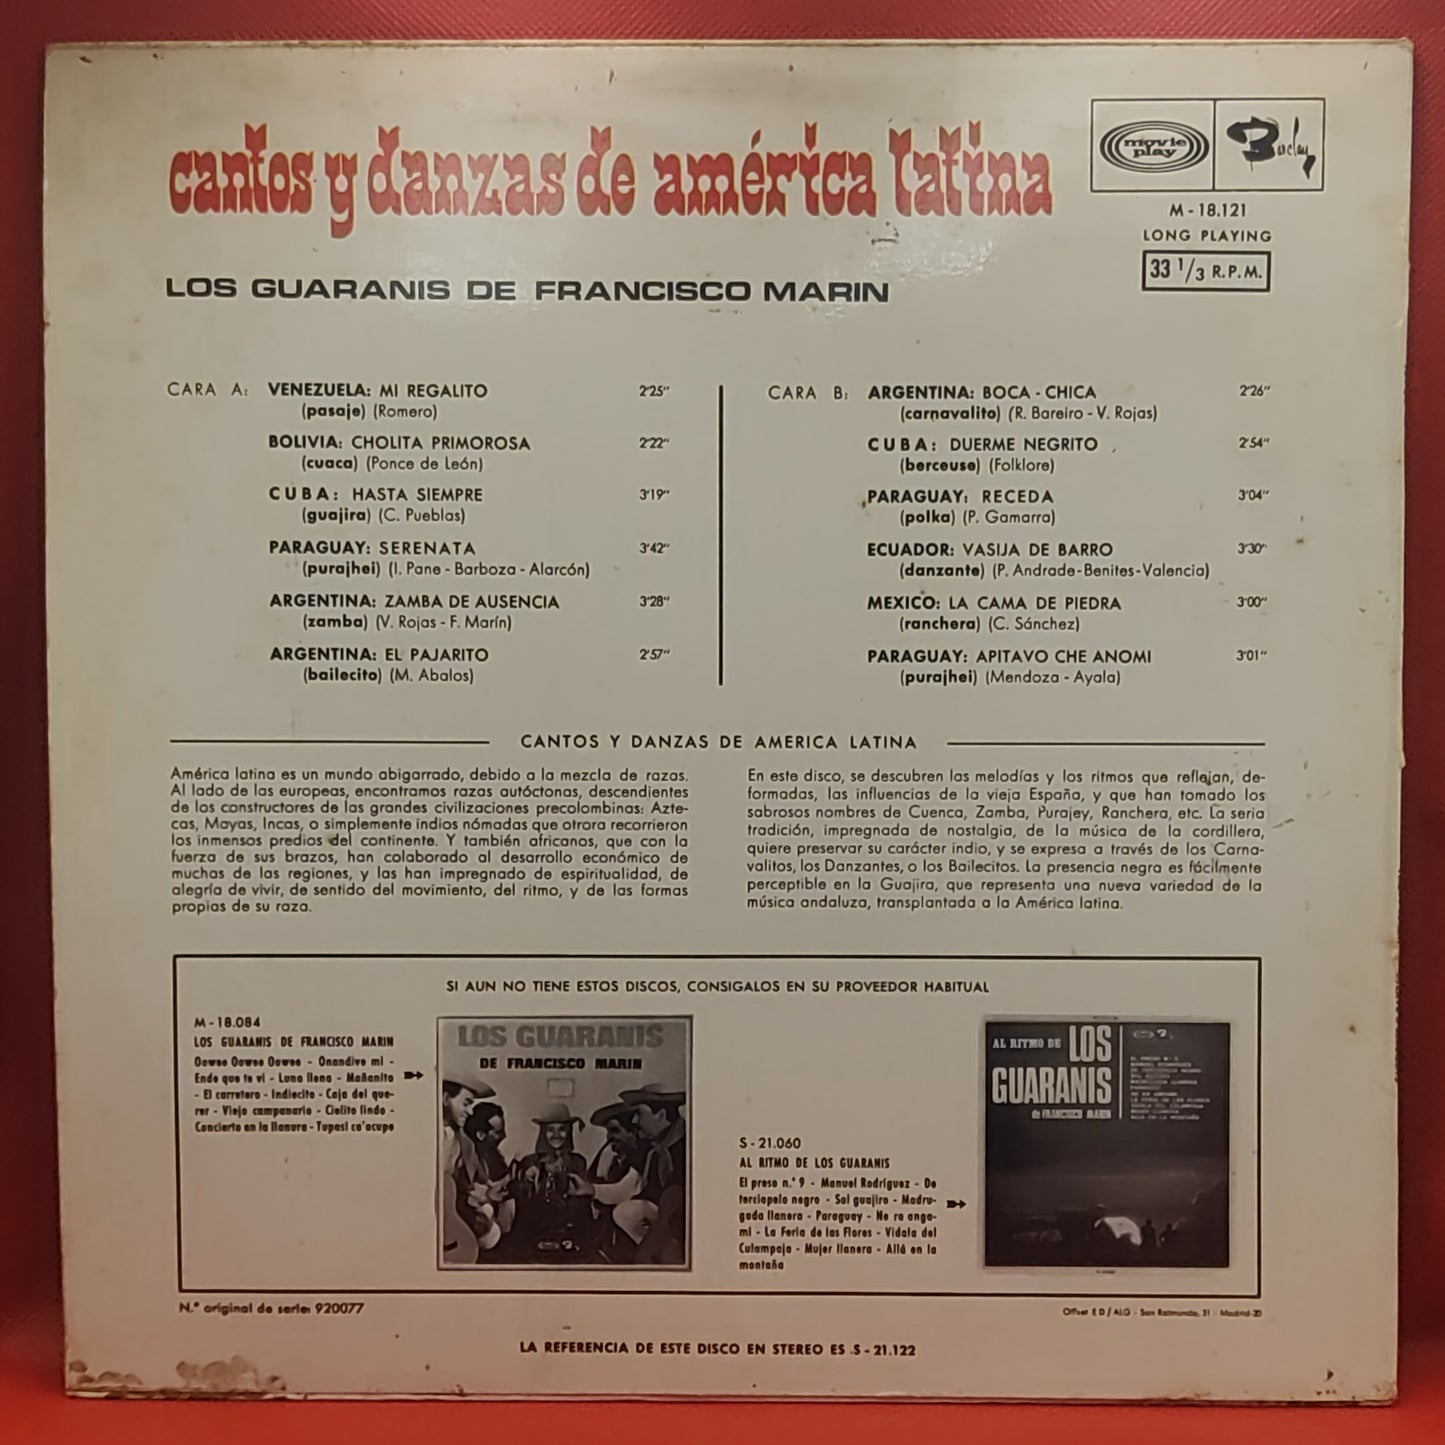 cantos y danzas de américa latina
movie play
Barclay
M - 18.121
LONG PLAYING
33 1/3 R.P.M.
LOS GUARANIS DE FRANCISCO MARIN
CARA A: VENEZUELA: MI REGALITO 2'25"
(pasaje) (Romero)
BOLIVIA: CHOLITA PRIMOROSA 2'22"
(cuaca) (Ponce de León)
CUBA: HASTA SIEMPRE 3'19"
(guajira) (C. Pueblas)
PARAGUAY: SERENATA 3'42"
(purajhei) (I. Pane - Barboza - Alarcón)
ARGENTINA: ZAMBA DE AUSENCIA 3'28"
(zamba) (V. Rojas - F. Marín)
ARGENTINA: EL PAJARITO 2'57"
(bailecito) (M. Abalos)
CARA B: ARGENTINA: BOCA - CHICA 2'26"
(carnavalito) (R. Bareiro - V. Rojas)
CUBA: DUERME NEGRITO 2'54"
(berceuse) (Folklore)
PARAGUAY: RECEDA 3'04"
(polka) (P. Gamarra)
ECUADOR: VASIJA DE BARRO 3'30"
(danzante) (P. Andrade-Benites-Valencia)
MEXICO: LA CAMA DE PIEDRA 3'00"
(ranchera) (C. Sánchez)
PARAGUAY: APITAVO CHE ANOMI 3'01"
(purajhei) (Mendoza - Ayala)
CANTOS Y DANZAS DE AMERICA LATINA
América latina es un mundo abigarrado, debido a la mezcla de razas.
Al lado de las europeas, encontramos razas autóctonas, descendientes
de los constructores de las grandes civilizaciones precolombinas: Azte-
cas, Mayas, Incas, o simplemente indios nómadas que otrora recorrieron
los inmensos predios del continente. Y también africanos, que con la
fuerza de sus brazos, han colaborado al desarrollo económico de
muchas de las regiones, y las han impregnado de espiritualidad, de
alegría de vivir, de sentido del movimiento, del ritmo, y de las formas
propias de su raza.
En este disco, se descubren las melodías y los ritmos que reflejan, de-
formadas, las influencias de la vieja España, y que han tomado los
sabrosos nombres de Cuenca, Zamba, Purajey, Ranchera, etc. La seria
tradición, impregnada de nostalgia, de la música de la cordillera,
quiere preservar su carácter indio, y se expresa a través de los Carna-
valitos, los Danzantes, o los Bailecitos. La presencia negra es fácilmente
perceptible en la Guajira, que representa una nueva variedad de la
música andaluza, transplantada a la América latina.
SI AUN NO TIENE ESTOS DISCOS, CONSIGALOS EN SU PROVEEDOR HABITUAL
M - 18.084
LOS GUARANIS DE FRANCISCO MARIN
Oowee Oowee Oowee - Onandive mi -
Ende que te vi - Luna llena - Mañanita
- El carretero - Indiecito - Caja del que-
rer - Viejo campanario - Cielito lindo -
Concierto en la llanura - Tupasi ca'acupe
LOS GUARANIS
DE FRANCISCO MARIN
S - 21.060
AL RITMO DE LOS GUARANIS
El preso n.º 9 - Manuel Rodríguez - De
terciopelo negro - Sol guajiro - Madru-
gada llanera - Paraguay - Ne ra anga-
mi - La Feria de las Flores - Vidala del
Culampaja - Mujer llanera - Allá en la
montaña
AL RITMO DE LOS
GUARANIS
de FRANCISCO MARIN
N.º original de serie: 920077
Offset E D / ALG - San Raimundo, 31 - Madrid-20
LA REFERENCIA DE ESTE DISCO EN STEREO ES S - 21.122